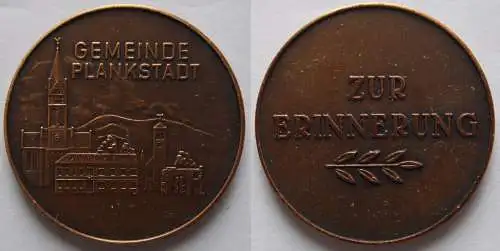 GEMEINDE
PLANKSTADT
ZUR
ERINNERUNG